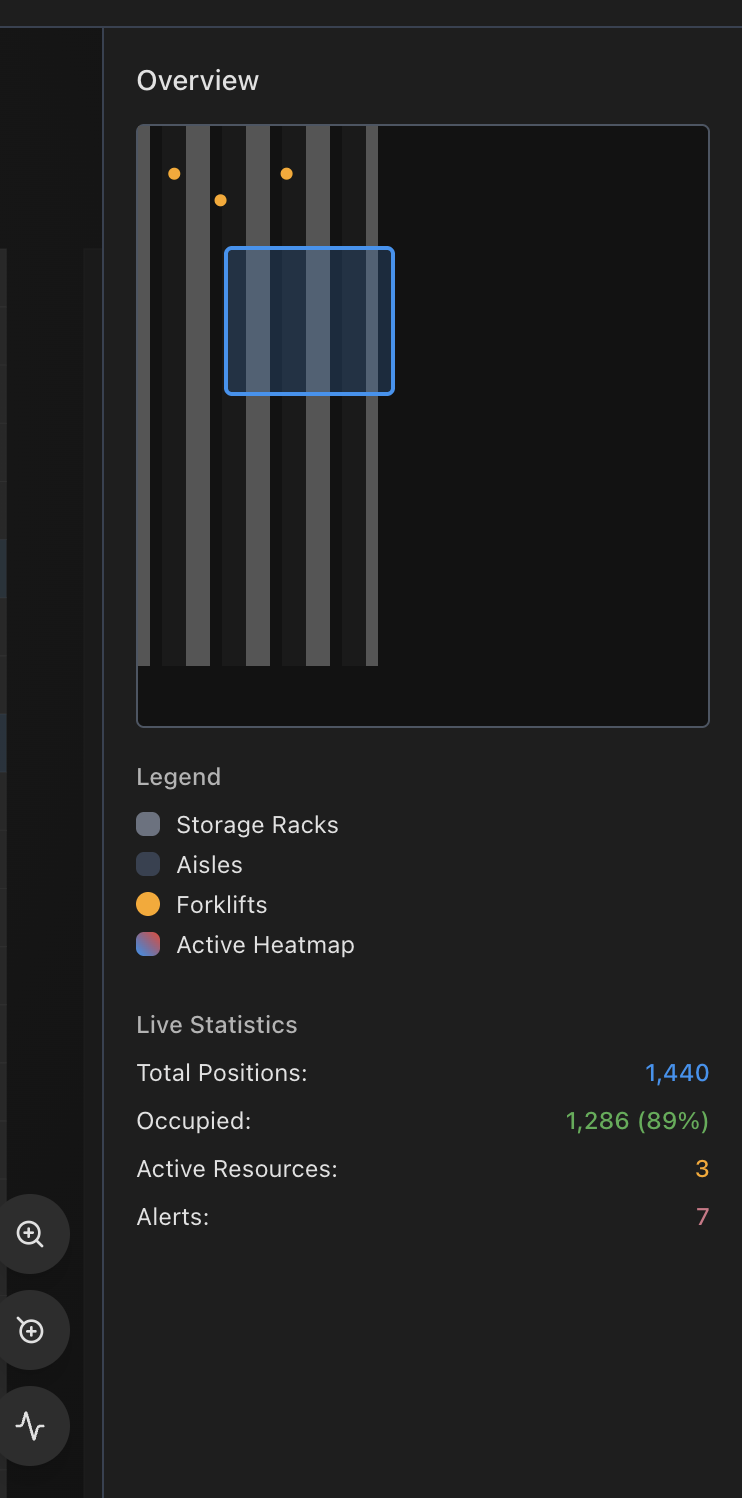 Overview
Legend
Storage Racks
Aisles
Forklifts
Active Heatmap
Live Statistics
Total Positions: 1,440
Occupied: 1,286 (89%)
Active Resources: 3
Alerts: 7